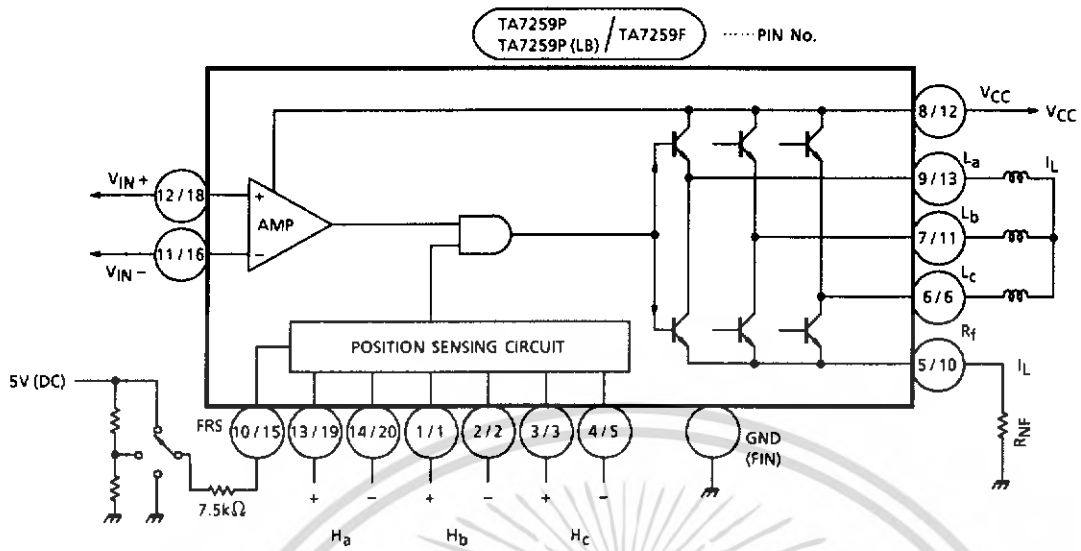 TA7259P
TA7259P (LB) / TA7259F ...... PIN No.
8/12 VCC VCC
9/13 La IL
7/11 Lb
6/6 Lc
5/10 Rf IL
RNF
VIN+ 12/18
VIN- 11/16
+
AMP
-
POSITION SENSING CIRCUIT
5V (DC)
7.5kΩ
FRS 10/15 13/19 14/20 1/1 2/2 3/3 4/5
GND
(FIN)
+ - + - + -
Ha Hb Hc